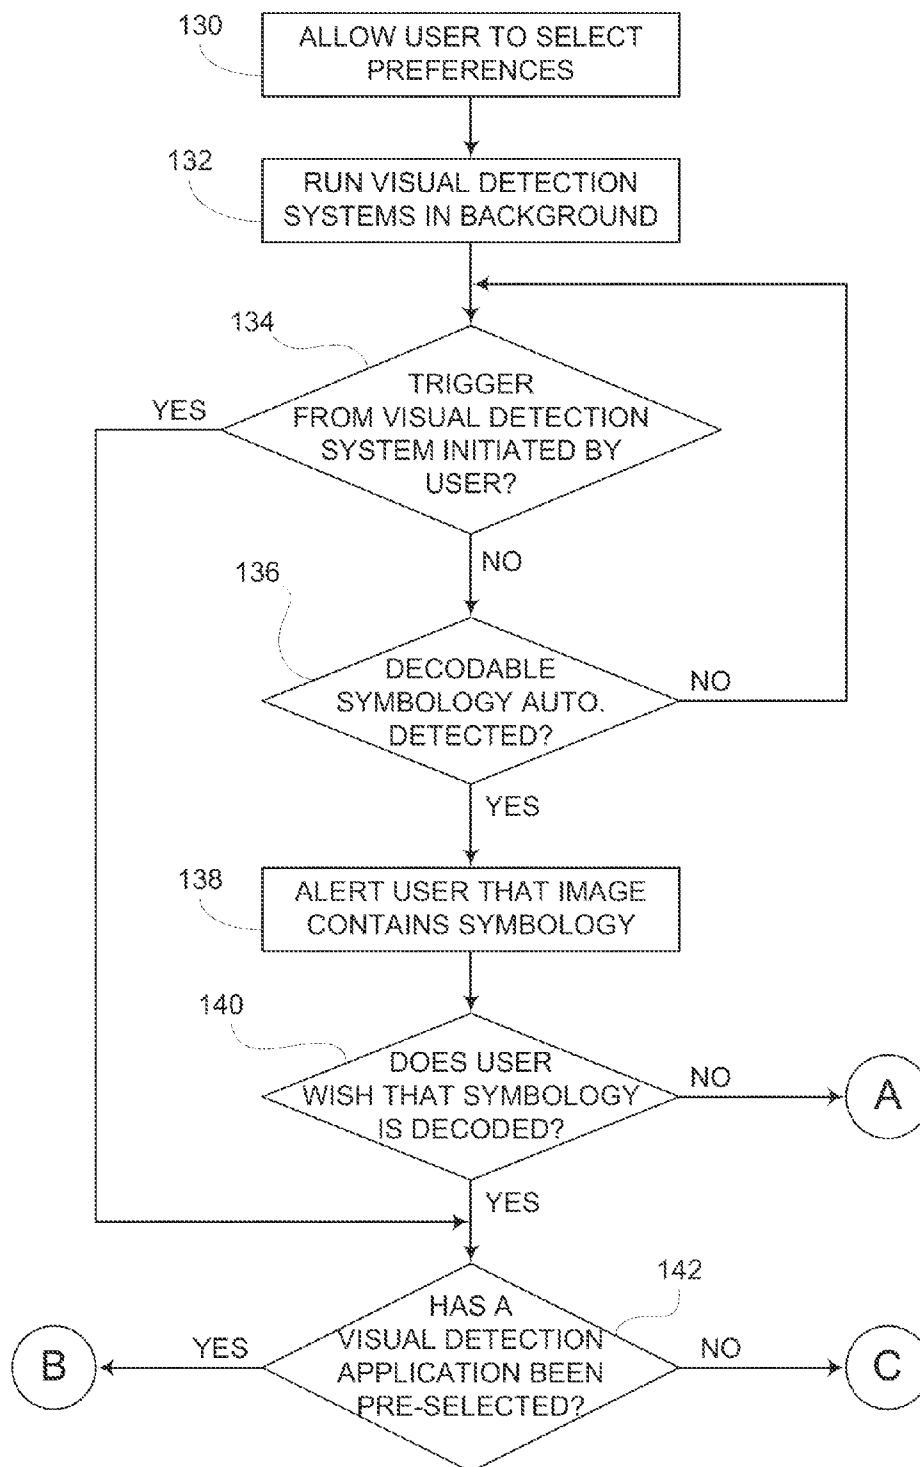 130
ALLOW USER TO SELECT
PREFERENCES
132
RUN VISUAL DETECTION
SYSTEMS IN BACKGROUND
134
TRIGGER
FROM VISUAL DETECTION
SYSTEM INITIATED BY
USER?
YES
NO
136
DECODABLE
SYMBOLOGY AUTO.
DETECTED?
NO
YES
138
ALERT USER THAT IMAGE
CONTAINS SYMBOLOGY
140
DOES USER
WISH THAT SYMBOLOGY
IS DECODED?
NO
A
YES
142
HAS A
VISUAL DETECTION
APPLICATION BEEN
PRE-SELECTED?
YES
B
NO
C